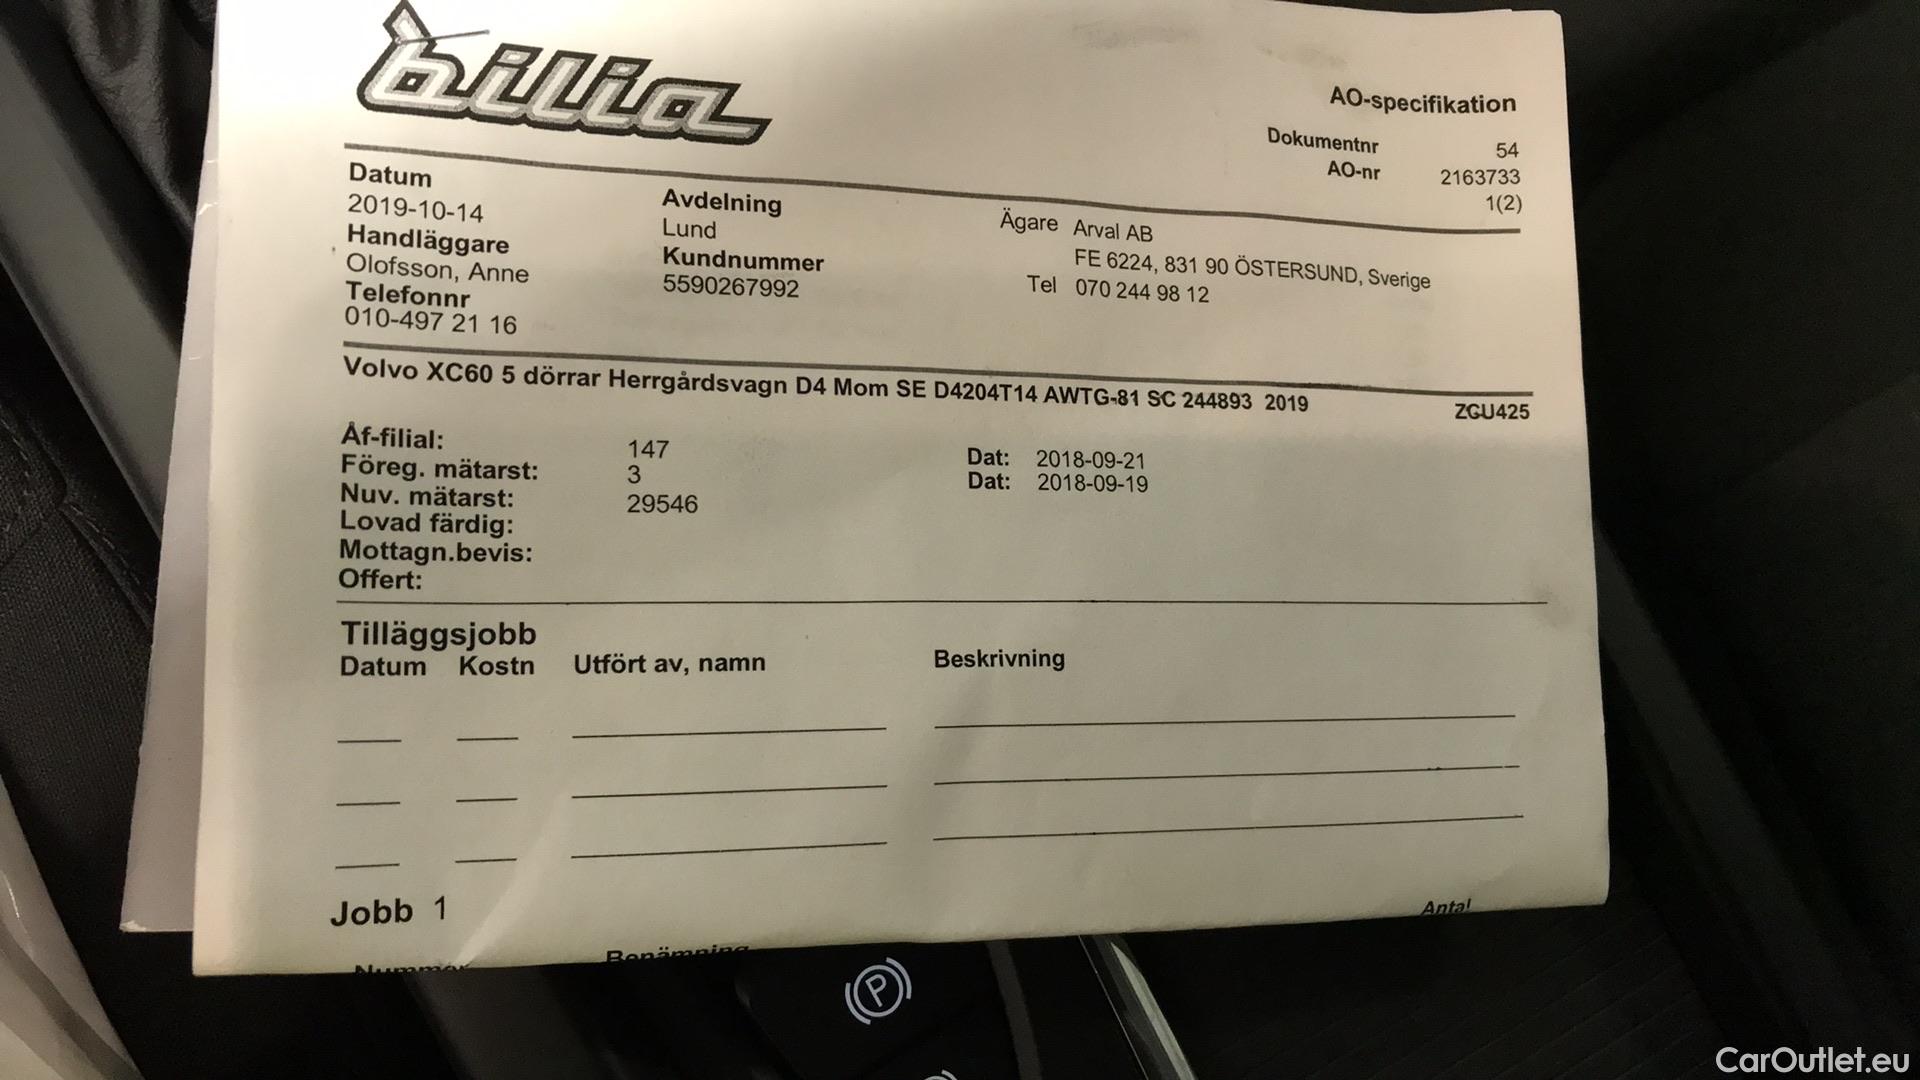 bilia
AO-specifikation
Dokumentnr 54
AO-nr 2163733
1(2)
Datum
2019-10-14
Handläggare
Olofsson, Anne
Telefonnr
010-497 21 16
Avdelning
Lund
Kundnummer
5590267992
Ägare Arval AB
FE 6224, 831 90 ÖSTERSUND, Sverige
Tel 070 244 98 12
Volvo XC60 5 dörrar Herrgårdsvagn D4 Mom SE D4204T14 AWTG-81 SC 244893 2019 ZGU425
Åf-filial: 147 Dat: 2018-09-21
Föreg. mätarst: 3 Dat: 2018-09-19
Nuv. mätarst: 29546
Lovad färdig:
Mottagn.bevis:
Offert:
Tilläggsjobb
Datum Kostn Utfört av, namn Beskrivning
Jobb 1
Antal
Nummer Benämning
P
CarOutlet.eu